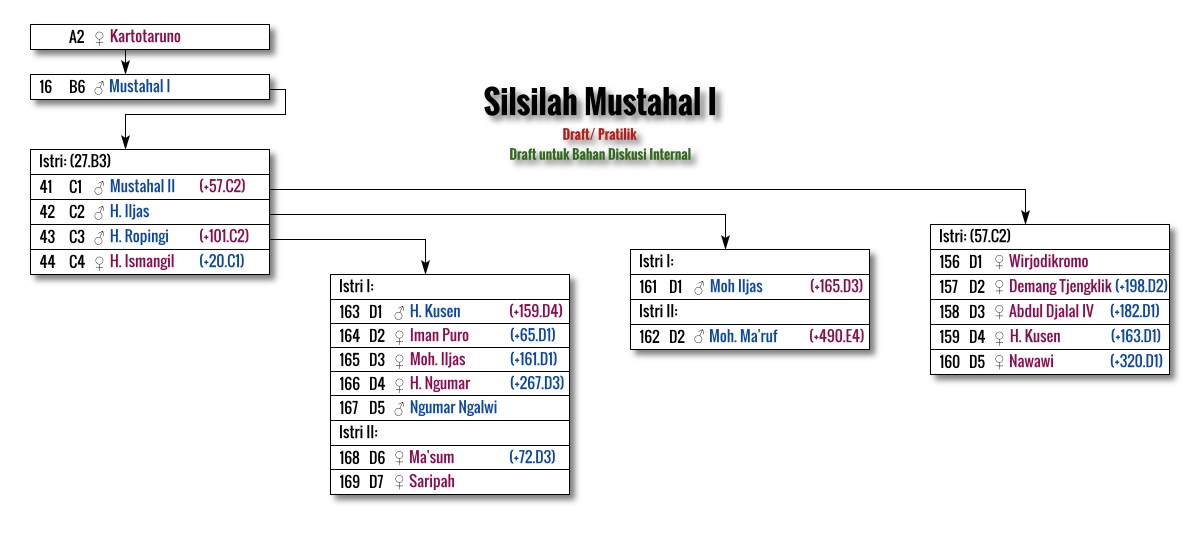 A2 ♀ Kartotaruno
16 B6 ♂ Mustahal I
Silsilah Mustahal I
Draft/ Pratilik
Draft untuk Bahan Diskusi Internal
Istri: (27.B3)
41 C1 ♂ Mustahal II (+57.C2)
42 C2 ♂ H. Iljas
43 C3 ♂ H. Ropingi (+101.C2)
44 C4 ♀ H. Ismangil (+20.C1)
Istri I:
163 D1 ♂ H. Kusen (+159.D4)
164 D2 ♀ Iman Puro (+65.D1)
165 D3 ♀ Moh. Iljas (+161.D1)
166 D4 ♀ H. Ngumar (+267.D3)
167 D5 ♂ Ngumar Ngalwi
Istri II:
168 D6 ♀ Ma'sum (+72.D3)
169 D7 ♀ Saripah
Istri I:
161 D1 ♂ Moh Iljas (+165.D3)
Istri II:
162 D2 ♂ Moh. Ma'ruf (+490.E4)
Istri: (57.C2)
156 D1 ♀ Wirjodikromo
157 D2 ♀ Demang Tjengklik (+198.D2)
158 D3 ♀ Abdul Djalal IV (+182.D1)
159 D4 ♀ H. Kusen (+163.D1)
160 D5 ♀ Nawawi (+320.D1)